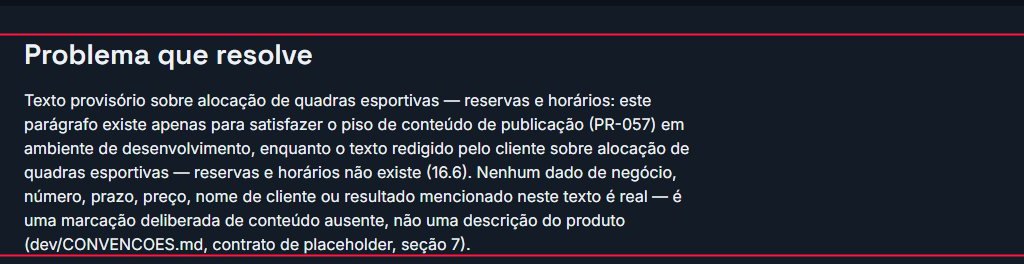 Problema que resolve
Texto provisório sobre alocação de quadras esportivas — reservas e horários: este
parágrafo existe apenas para satisfazer o piso de conteúdo de publicação (PR-057) em
ambiente de desenvolvimento, enquanto o texto redigido pelo cliente sobre alocação de
quadras esportivas — reservas e horários não existe (16.6). Nenhum dado de negócio,
número, prazo, preço, nome de cliente ou resultado mencionado neste texto é real — é
uma marcação deliberada de conteúdo ausente, não uma descrição do produto
(dev/CONVENCOES.md, contrato de placeholder, seção 7).